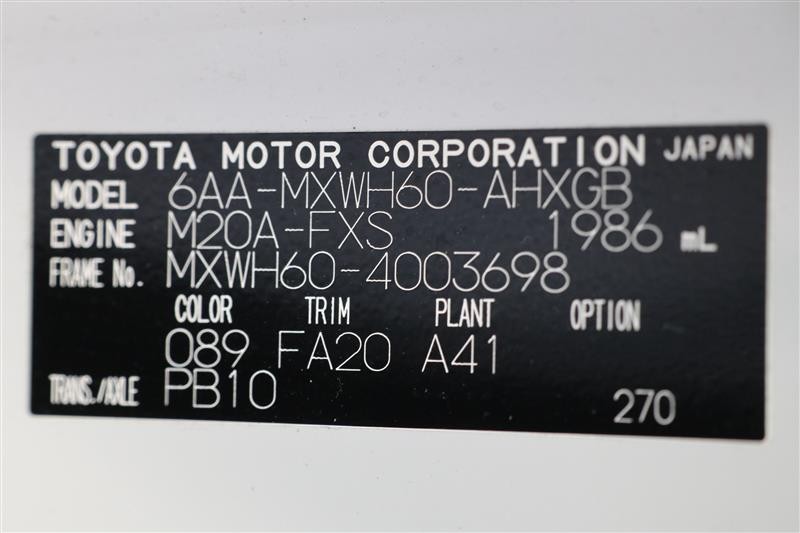 TOYOTA MOTOR CORPORATION JAPAN
MODEL 6AA-MXWH60-AHXGB
ENGINE M20A-FXS 1986 mL
FRAME No. MXWH60-4003698
COLOR TRIM PLANT OPTION
089 FA20 A41
TRANS./AXLE PB10 270